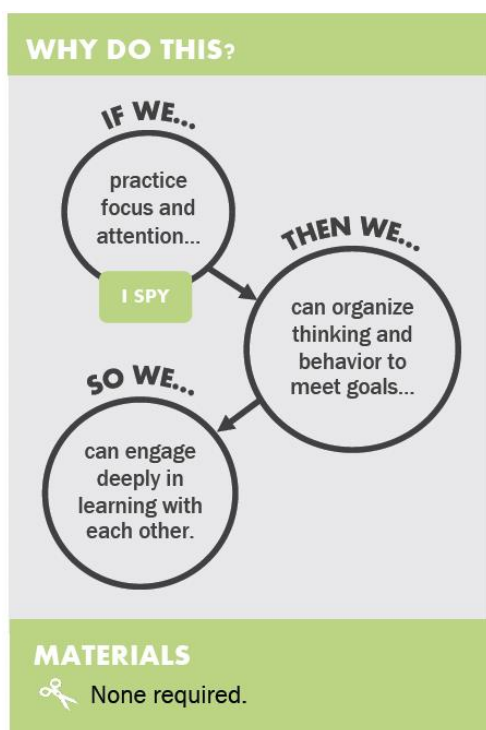 WHY DO THIS?
IF WE...
practice
focus and
attention...
I SPY
THEN WE...
can organize
thinking and
behavior to
meet goals...
SO WE...
can engage
deeply in
learning with
each other.
MATERIALS
None required.